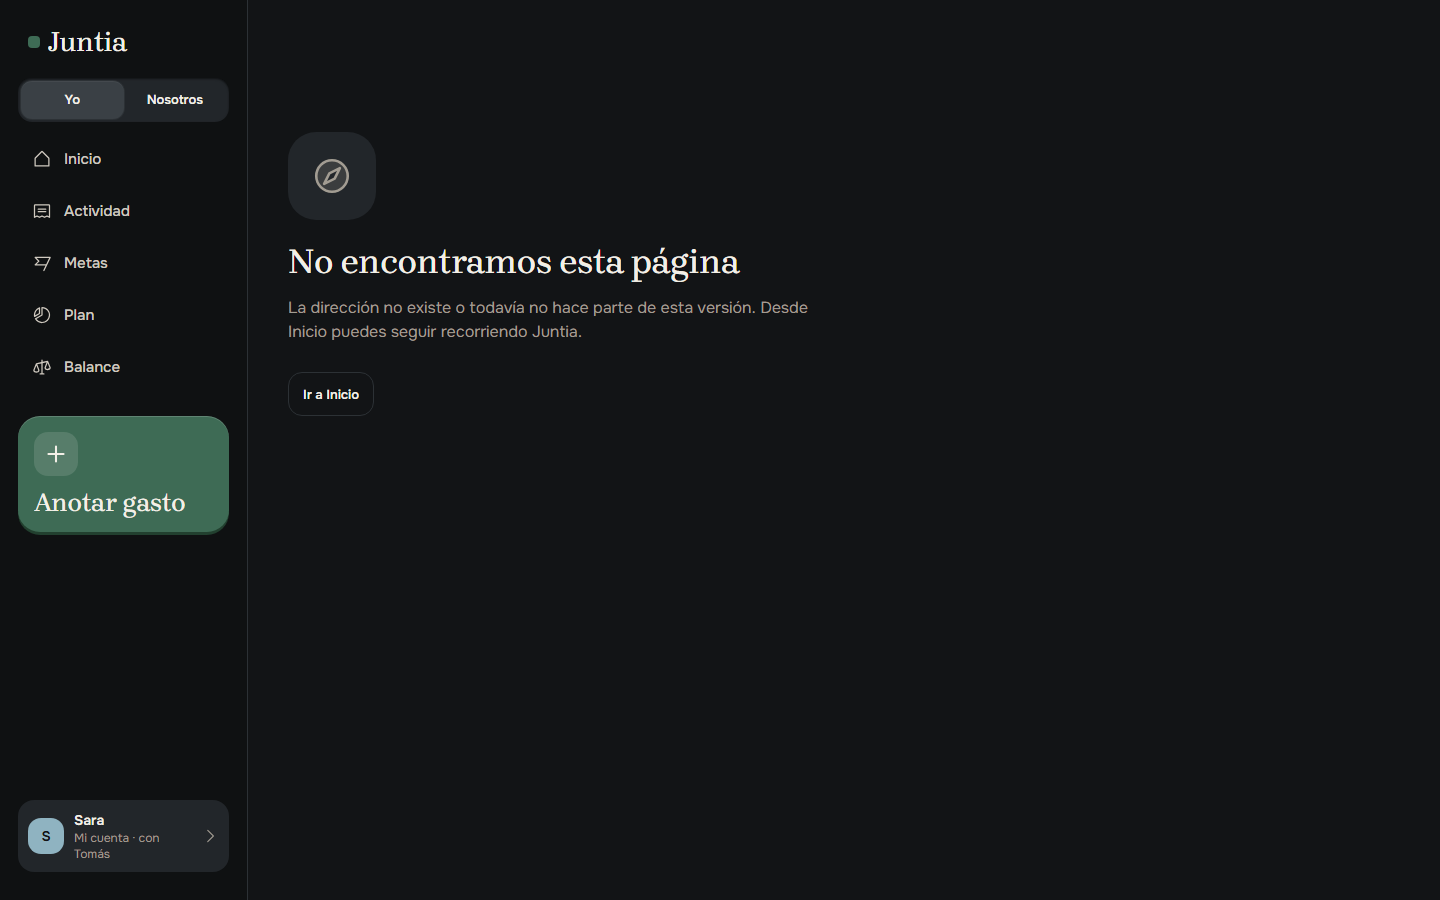 Juntia
Yo
Nosotros
Inicio
Actividad
Metas
Plan
Balance
Anotar gasto
S
Sara
Mi cuenta · con
Tomás
No encontramos esta página
La dirección no existe o todavía no hace parte de esta versión. Desde
Inicio puedes seguir recorriendo Juntia.
Ir a Inicio